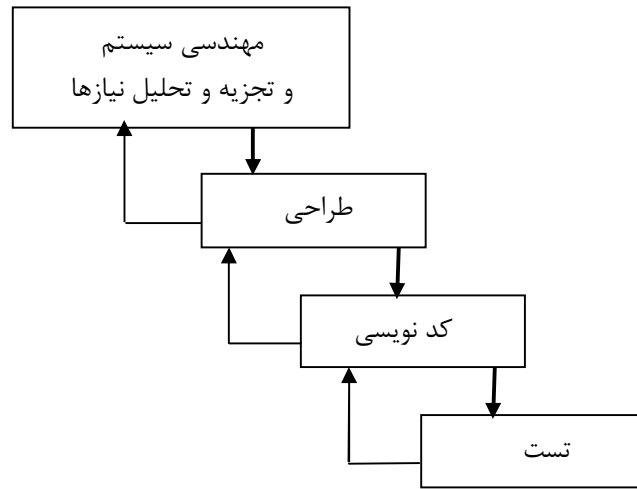 مهندسی سیستم
و تجزیه و تحلیل نیازها
طراحی
کد نویسی
تست